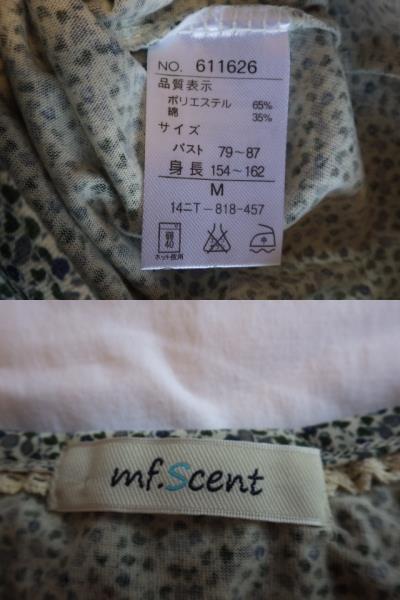 NO. 611626
品質表示
ポリエステル 65%
綿 35%
サイズ
バスト 79～87
身長 154～162
M
14ニT－818-457
弱
40
ネット使用
mf.Scent